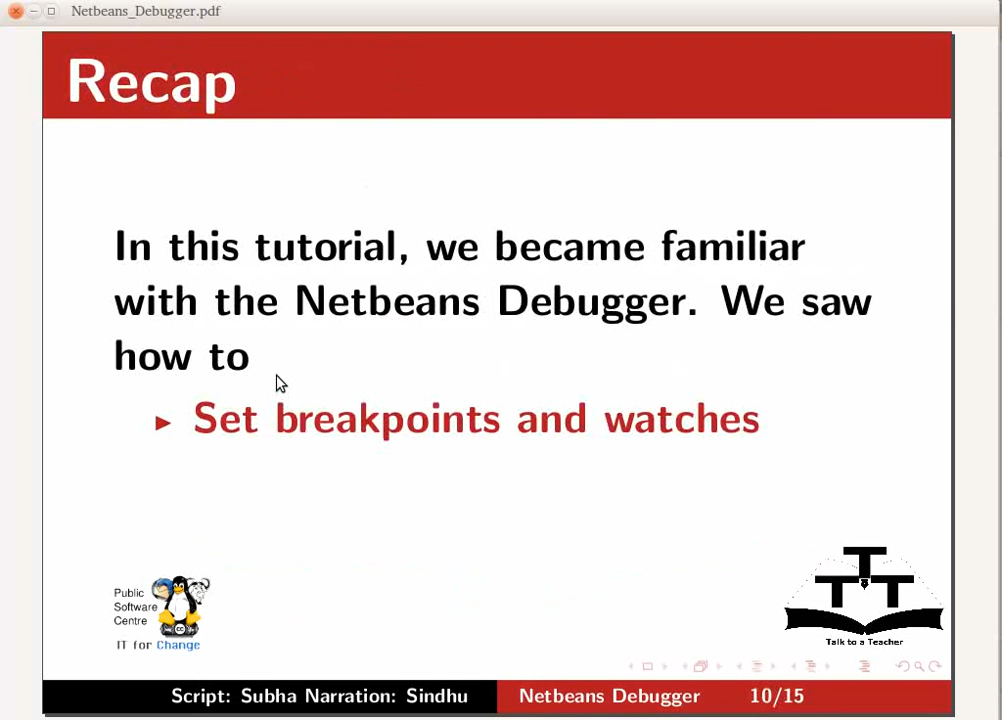 Netbeans_Debugger.pdf
Recap
In this tutorial, we became familiar
with the Netbeans Debugger. We saw
how to
Set breakpoints and watches
Public
Software
Centre
IT for Change
T T T
Talk to a Teacher
Script: Subha Narration: Sindhu Netbeans Debugger 10/15